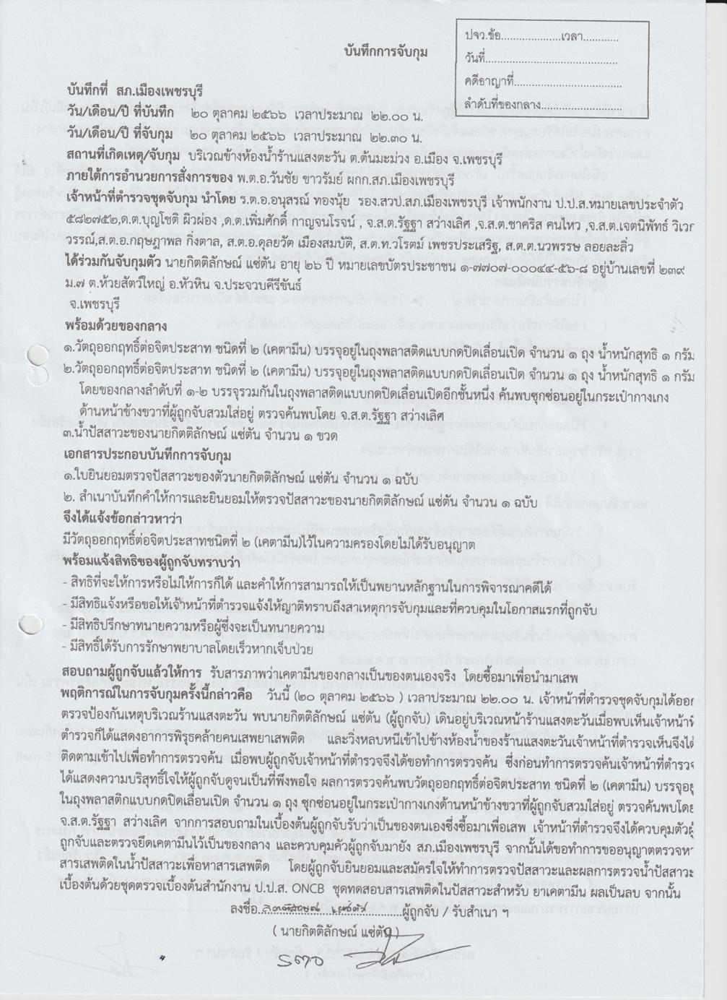 บันทึกการจับกุม
ปจว.ข้อ....................เวลา............
วันที่............................................
คดีอาญาที่....................................
ลำดับที่ของกลาง...........................
บันทึกที่ สภ.เมืองเพชรบุรี
วัน/เดือน/ปี ที่บันทึก ๒๐ ตุลาคม ๒๕๖๖ เวลาประมาณ ๒๒.๐๐ น.
วัน/เดือน/ปี ที่จับกุม ๒๐ ตุลาคม ๒๕๖๖ เวลาประมาณ ๒๒.๓๐ น.
สถานที่เกิดเหตุ/จับกุม บริเวณข้างห้องน้ำร้านแสงตะวัน ต.ต้นมะม่วง อ.เมือง จ.เพชรบุรี
ภายใต้การอำนวยการสั่งการของ พ.ต.อ.วันชัย ขาวรัมย์ ผกก.สภ.เมืองเพชรบุรี
เจ้าหน้าที่ตำรวจชุดจับกุม นำโดย ร.ต.อ.อนุสรณ์ ทองนุ้ย รอง.สวป.สภ.เมืองเพชรบุรี เจ้าพนักงาน ป.ป.ส.หมายเลขประจำตัว
๕๘๒๗๕๒,ด.ต.บุญโชติ ผิวผ่อง ,ด.ต.เพิ่มศักดิ์ กาญจนโรจน์ , จ.ส.ต.รัฐฐา สว่างเลิศ ,จ.ส.ต.ชาคริส คนไหว ,จ.ส.ต.เจตนิพัทธ์ วิเวก
วรรณ์,ส.ต.อ.กฤษฎาพล กิ่งตาล, ส.ต.อ.ดุลยวัต เมืองสมบัติ, ส.ต.ท.วโรตม์ เพชรประเสริฐ, ส.ต.ต.นวพรรษ ลอยละลิ่ว
ได้ร่วมกันจับกุมตัว นายกิตติลักษณ์ แซ่ตัน อายุ ๒๖ ปี หมายเลขบัตรประชาชน ๑-๗๗๐๗-๐๐๐๔๔-๕๖-๘ อยู่บ้านเลขที่ ๒๓๙
ม.๗ ต.ห้วยสัตว์ใหญ่ อ.หัวหิน จ.ประจวบคีรีขันธ์
จ.เพชรบุรี
พร้อมด้วยของกลาง
๑.วัตถุออกฤทธิ์ต่อจิตประสาท ชนิดที่ ๒ (เคตามีน) บรรจุอยู่ในถุงพลาสติดแบบกดปิดเลื่อนเปิด จำนวน ๑ ถุง น้ำหนักสุทธิ ๑ กรัม
๒.วัตถุออกฤทธิ์ต่อจิตประสาท ชนิดที่ ๒ (เคตามีน) บรรจุอยู่ในถุงพลาสติดแบบกดปิดเลื่อนเปิด จำนวน ๑ ถุง น้ำหนักสุทธิ ๑ กรัม
โดยของกลางลำดับที่ ๑-๒ บรรจุรวมกันในถุงพลาสติดแบบกดปิดเลื่อนเปิดอีกชั้นหนึ่ง ค้นพบซุกซ่อนอยู่ในกระเป๋ากางเกง
ด้านหน้าข้างขวาที่ผู้ถูกจับสวมใส่อยู่ ตรวจค้นพบโดย จ.ส.ต.รัฐฐา สว่างเลิศ
๓.น้ำปัสสาวะของนายกิตติลักษณ์ แซ่ตัน จำนวน ๑ ขวด
เอกสารประกอบบันทึกการจับกุม
๑.ใบยินยอมตรวจปัสสาวะของตัวนายกิตติลักษณ์ แซ่ตัน จำนวน ๑ ฉบับ
๒. สำเนาบันทึกคำให้การและยินยอมให้ตรวจปัสสาวะของนายกิตติลักษณ์ แซ่ตัน จำนวน ๑ ฉบับ
จึงได้แจ้งข้อกล่าวหาว่า
มีวัตถุออกฤทธิ์ต่อจิตประสาทชนิดที่ ๒ (เคตามีน)ไว้ในความครองโดยไม่ได้รับอนุญาต
พร้อมแจ้งสิทธิของผู้ถูกจับทราบว่า
- สิทธิที่จะให้การหรือไม่ให้การก็ได้ และคำให้การสามารถให้เป็นพยานหลักฐานในการพิจารณาคดีได้
- มีสิทธิแจ้งหรือขอให้เจ้าหน้าที่ตำรวจแจ้งให้ญาติทราบถึงสาเหตุการจับกุมและที่ควบคุมในโอกาสแรกที่ถูกจับ
- มีสิทธิปรึกษาทนายความหรือผู้ซึ่งจะเป็นทนายความ
- มีสิทธิ์ได้รับการรักษาพยาบาลโดยเร็วหากเจ็บป่วย
สอบถามผู้ถูกจับแล้วให้การ รับสารภาพว่าเคตามีนของกลางเป็นของตนเองจริง โดยซื้อมาเพื่อนำมาเสพ
พฤติการณ์ในการจับกุมครั้งนี้กล่าวคือ วันนี้ (๒๐ ตุลาคม ๒๕๖๖ ) เวลาประมาณ ๒๒.๐๐ น. เจ้าหน้าที่ตำรวจชุดจับกุมได้ออก
ตรวจป้องกันเหตุบริเวณร้านแสงตะวัน พบนายกิตติลักษณ์ แซ่ตัน (ผู้ถูกจับ) เดินอยู่บริเวณหน้าร้านแสงตะวันเมื่อพบเห็นเจ้าหน้าที่
ตำรวจก็ได้แสดงอาการพิรุธคล้ายคนเสพยาเสพติด และวิ่งหลบหนีเข้าไปข้างห้องน้ำของร้านแสงตะวันเจ้าหน้าที่ตำรวจเห็นจึงได้
ติดตามเข้าไปเพื่อทำการตรวจค้น เมื่อพบผู้ถูกจับเจ้าหน้าที่ตำรวจจึงได้ขอทำการตรวจค้น ซึ่งก่อนทำการตรวจค้นเจ้าหน้าที่ตำรวจ
ได้แสดงความบริสุทธิ์ใจให้ผู้ถูกจับดูจนเป็นที่พึงพอใจ ผลการตรวจค้นพบวัตถุออกฤทธิ์ต่อจิตประสาท ชนิดที่ ๒ (เคตามีน) บรรจุอยู่
ในถุงพลาสติกแบบกดปิดเลื่อนเปิด จำนวน ๑ ถุง ซุกซ่อนอยู่ในกระเป๋ากางเกงด้านหน้าข้างขวาที่ผู้ถูกจับสวมใส่อยู่ ตรวจค้นพบโดย
จ.ส.ต.รัฐฐา สว่างเลิศ จากการสอบถามในเบื้องต้นผู้ถูกจับรับว่าเป็นของตนเองซึ่งซื้อมาเพื่อเสพ เจ้าหน้าที่ตำรวจจึงได้ควบคุมตัวผู้
ถูกจับและตรวจยึดเคตามีนไว้เป็นของกลาง และควบคุมคัวผู้ถูกจับมายัง สภ.เมืองเพชรบุรี จากนั้นได้ขอทำการขออนุญาตตรวจหา
สารเสพติดในน้ำปัสสาวะเพื่อหาสารเสพติด โดยผู้ถูกจับยินยอมและสมัครใจให้ทำการตรวจปัสสาวะและผลการตรวจน้ำปัสสาวะ
เบื้องต้นด้วยชุดตรวจเบื้องต้นสำนักงาน ป.ป.ส. ONCB ชุดทดสอบสารเสพติดในปัสสาวะสำหรับ ยาเคตามีน ผลเป็นลบ จากนั้น
ลงชื่อ..กิตติลักษณ์ แซ่ตัน..........ผู้ถูกจับ / รับสำเนา ฯ
( นายกิตติลักษณ์ แซ่ตัน )